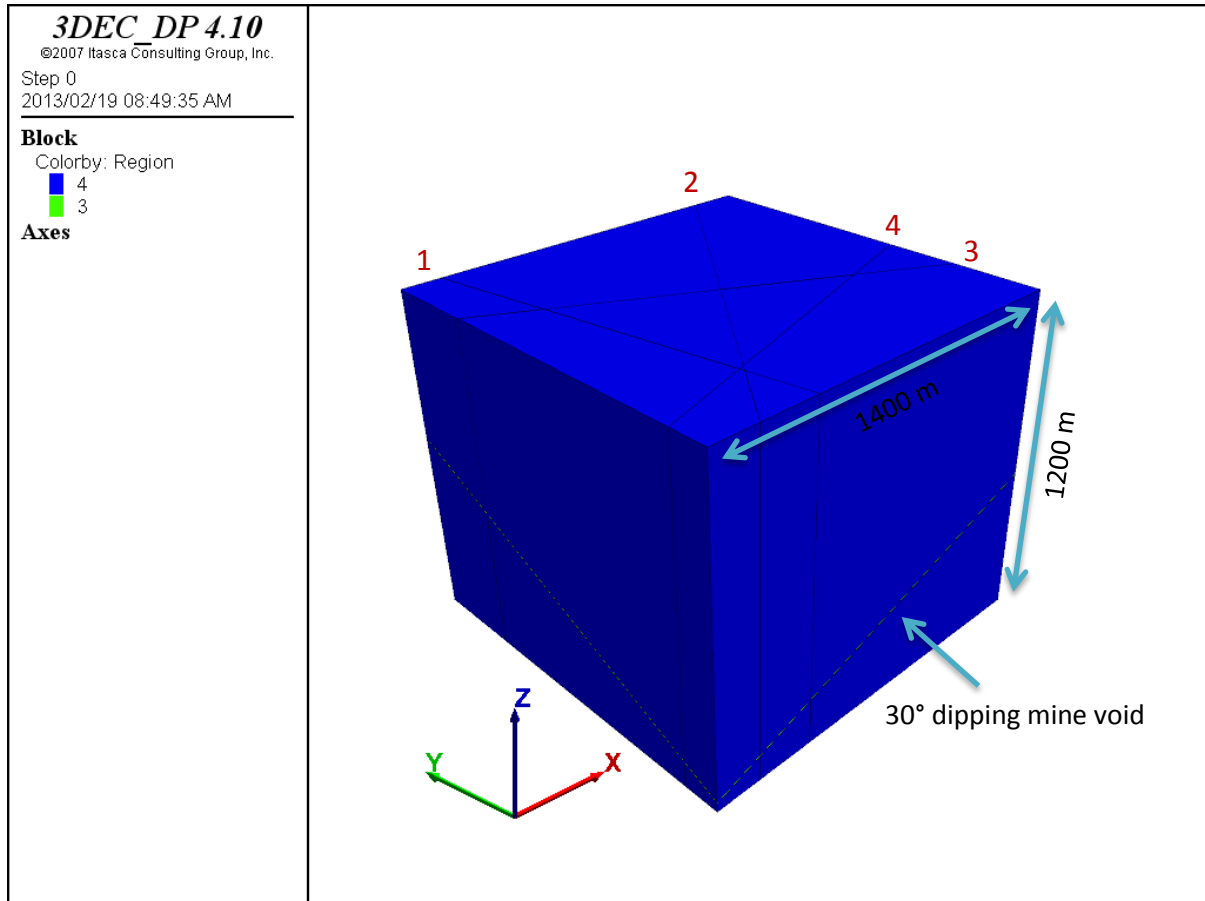 3DEC_DP 4.10
©2007 Itasca Consulting Group, Inc.
Step 0
2013/02/19 08:49:35 AM
Block
Colorby: Region
4
3
Axes
2
4
1
3
1400 m
1200 m
30° dipping mine void
Z
Y
X